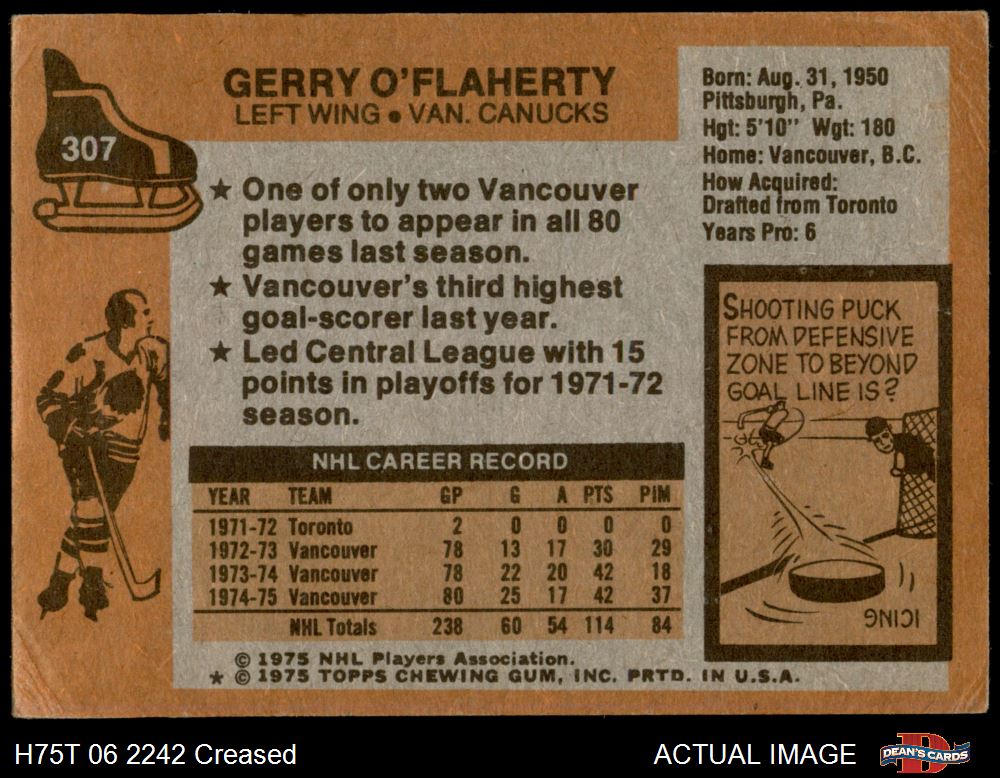 307
GERRY O'FLAHERTY
LEFT WING • VAN. CANUCKS
Born: Aug. 31, 1950
Pittsburgh, Pa.
Hgt: 5'10" Wgt: 180
Home: Vancouver, B.C.
How Acquired:
Drafted from Toronto
Years Pro: 6
★ One of only two Vancouver
players to appear in all 80
games last season.
★ Vancouver's third highest
goal-scorer last year.
★ Led Central League with 15
points in playoffs for 1971-72
season.
SHOOTING PUCK
FROM DEFENSIVE
ZONE TO BEYOND
GOAL LINE IS?
ICING
NHL CAREER RECORD
YEAR TEAM GP G A PTS PIM
1971-72 Toronto 2 0 0 0 0
1972-73 Vancouver 78 13 17 30 29
1973-74 Vancouver 78 22 20 42 18
1974-75 Vancouver 80 25 17 42 37
NHL Totals 238 60 54 114 84
© 1975 NHL Players Association.
★ © 1975 TOPPS CHEWING GUM, INC. PRTD. IN U.S.A.
H75T 06 2242 Creased
ACTUAL IMAGE
DEAN'S CARDS